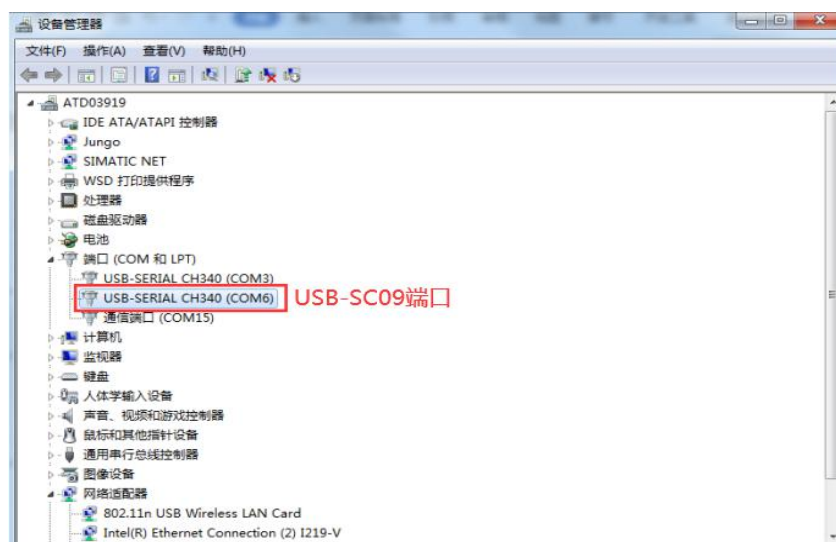 设备管理器
文件(F) 操作(A) 查看(V) 帮助(H)
ATD03919
IDE ATA/ATAPI 控制器
Jungo
SIMATIC NET
WSD 打印提供程序
处理器
磁盘驱动器
电池
端口 (COM 和 LPT)
USB-SERIAL CH340 (COM3)
USB-SERIAL CH340 (COM6) USB-SC09端口
通信端口 (COM15)
计算机
监视器
键盘
人体学输入设备
声音、视频和游戏控制器
鼠标和其他指针设备
通用串行总线控制器
图像设备
网络适配器
802.11n USB Wireless LAN Card
Intel(R) Ethernet Connection (2) I219-V